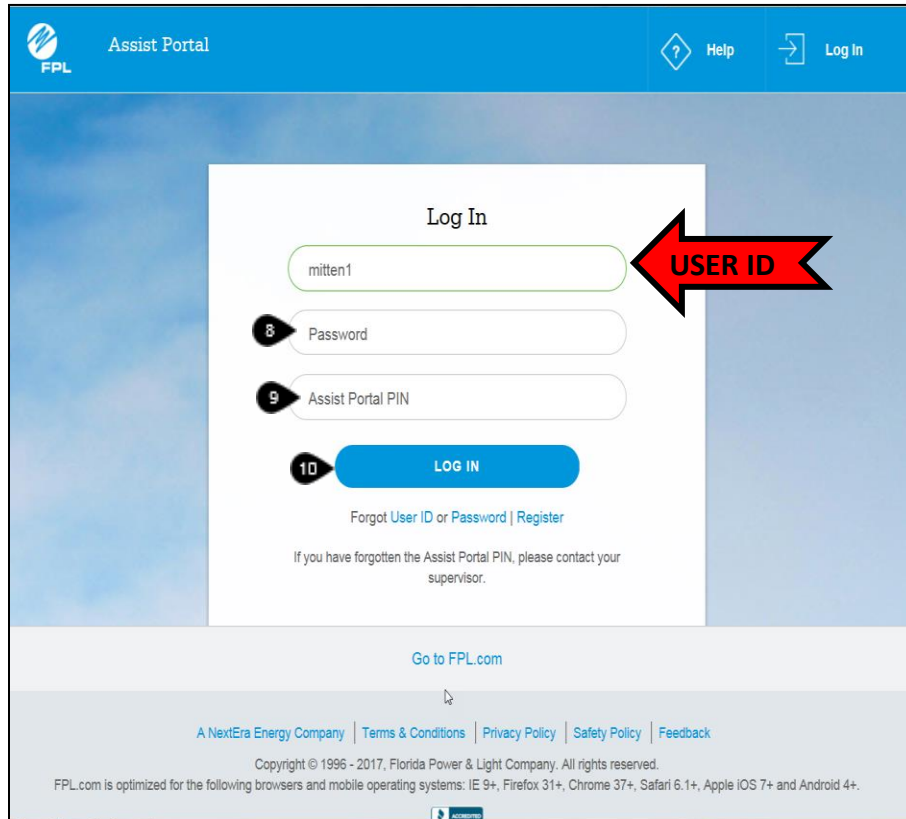 FPL
Assist Portal
? Help
Log In
Log In
mitten1
USER ID
8 Password
9 Assist Portal PIN
10 LOG IN
Forgot User ID or Password | Register
If you have forgotten the Assist Portal PIN, please contact your
supervisor.
Go to FPL.com
A NextEra Energy Company | Terms & Conditions | Privacy Policy | Safety Policy | Feedback
Copyright © 1996 - 2017, Florida Power & Light Company. All rights reserved.
FPL.com is optimized for the following browsers and mobile operating systems: IE 9+, Firefox 31+, Chrome 37+, Safari 6.1+, Apple iOS 7+ and Android 4+.
ACCREDITED